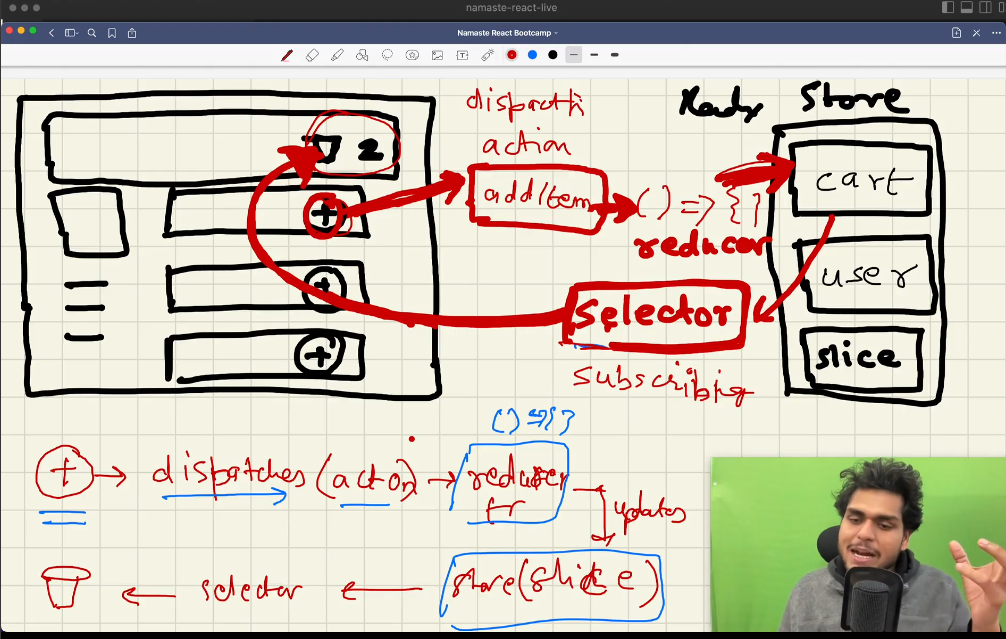 namaste-react-live
Namaste React Bootcamp
dispatch
action
Store
2
+
addItem
() => {}
reducer
cart
+
user
selector
+
slice
subscribing
() => {}
+ → dispatches (action) → reducer
fn
updates
selector
store(slice)